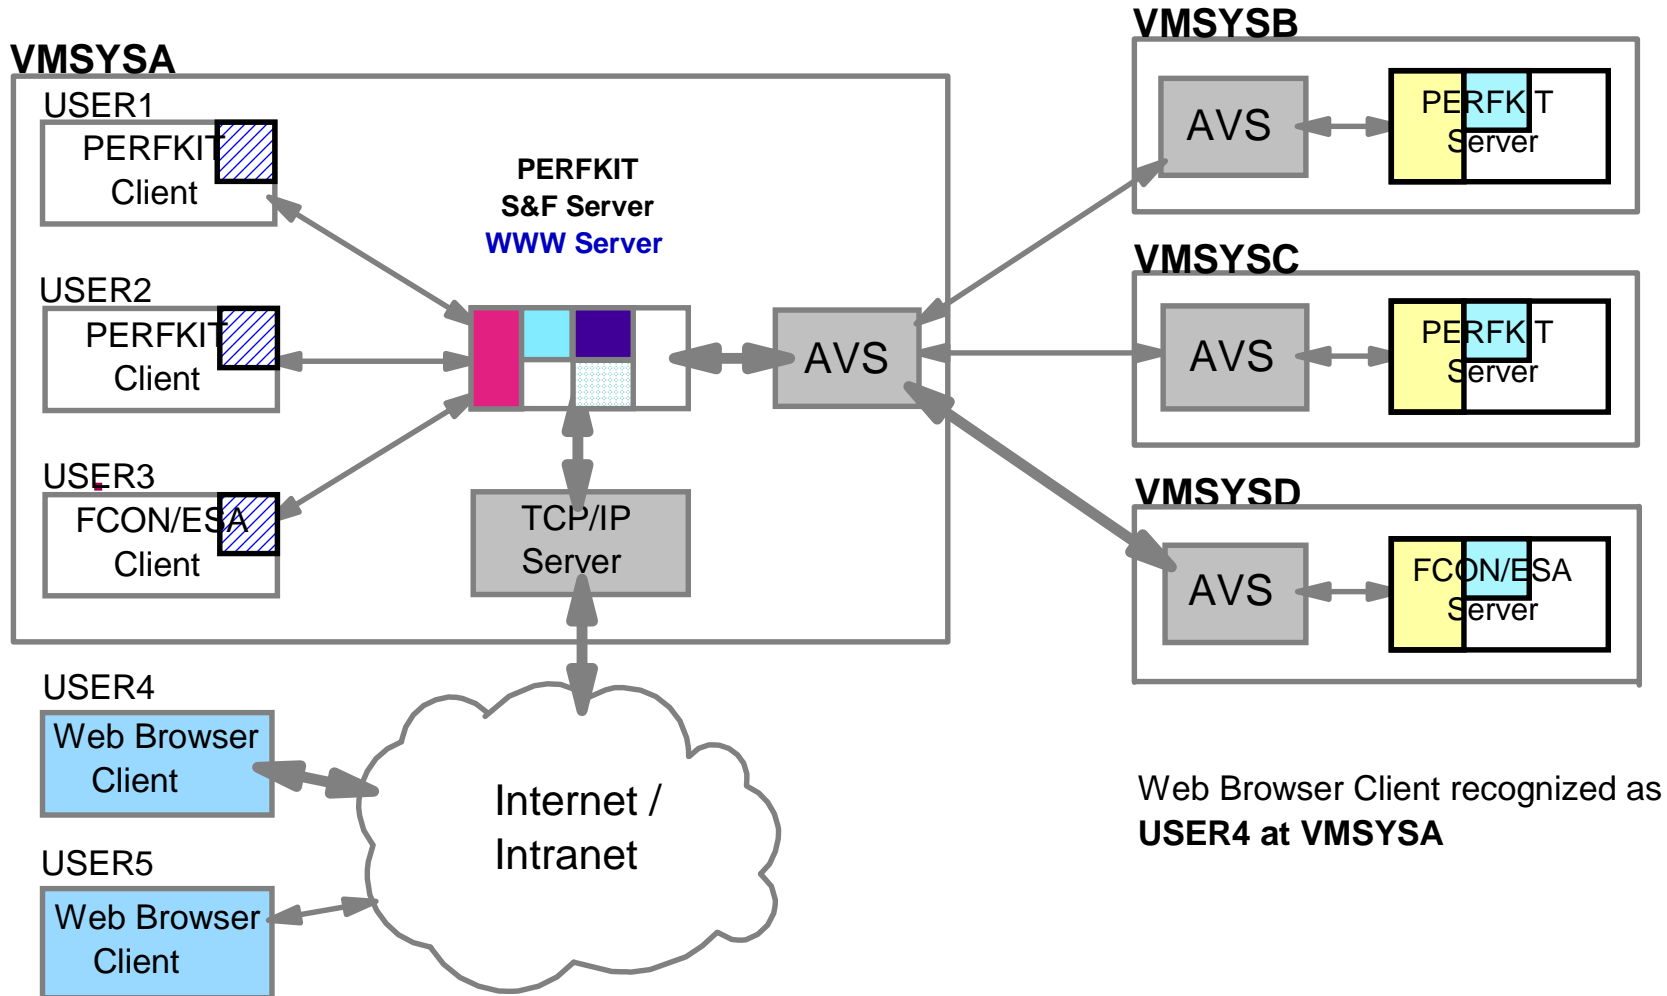 VMSYSA
USER1
PERFKIT
Client
USER2
PERFKIT
Client
USER3
FCON/ESA
Client
PERFKIT
S&F Server
WWW Server
AVS
TCP/IP
Server
VMSYSB
AVS
PERFKIT
Server
VMSYSC
AVS
PERFKIT
Server
VMSYSD
AVS
FCON/ESA
Server
USER4
Web Browser
Client
USER5
Web Browser
Client
Internet /
Intranet
Web Browser Client recognized as
USER4 at VMSYSA